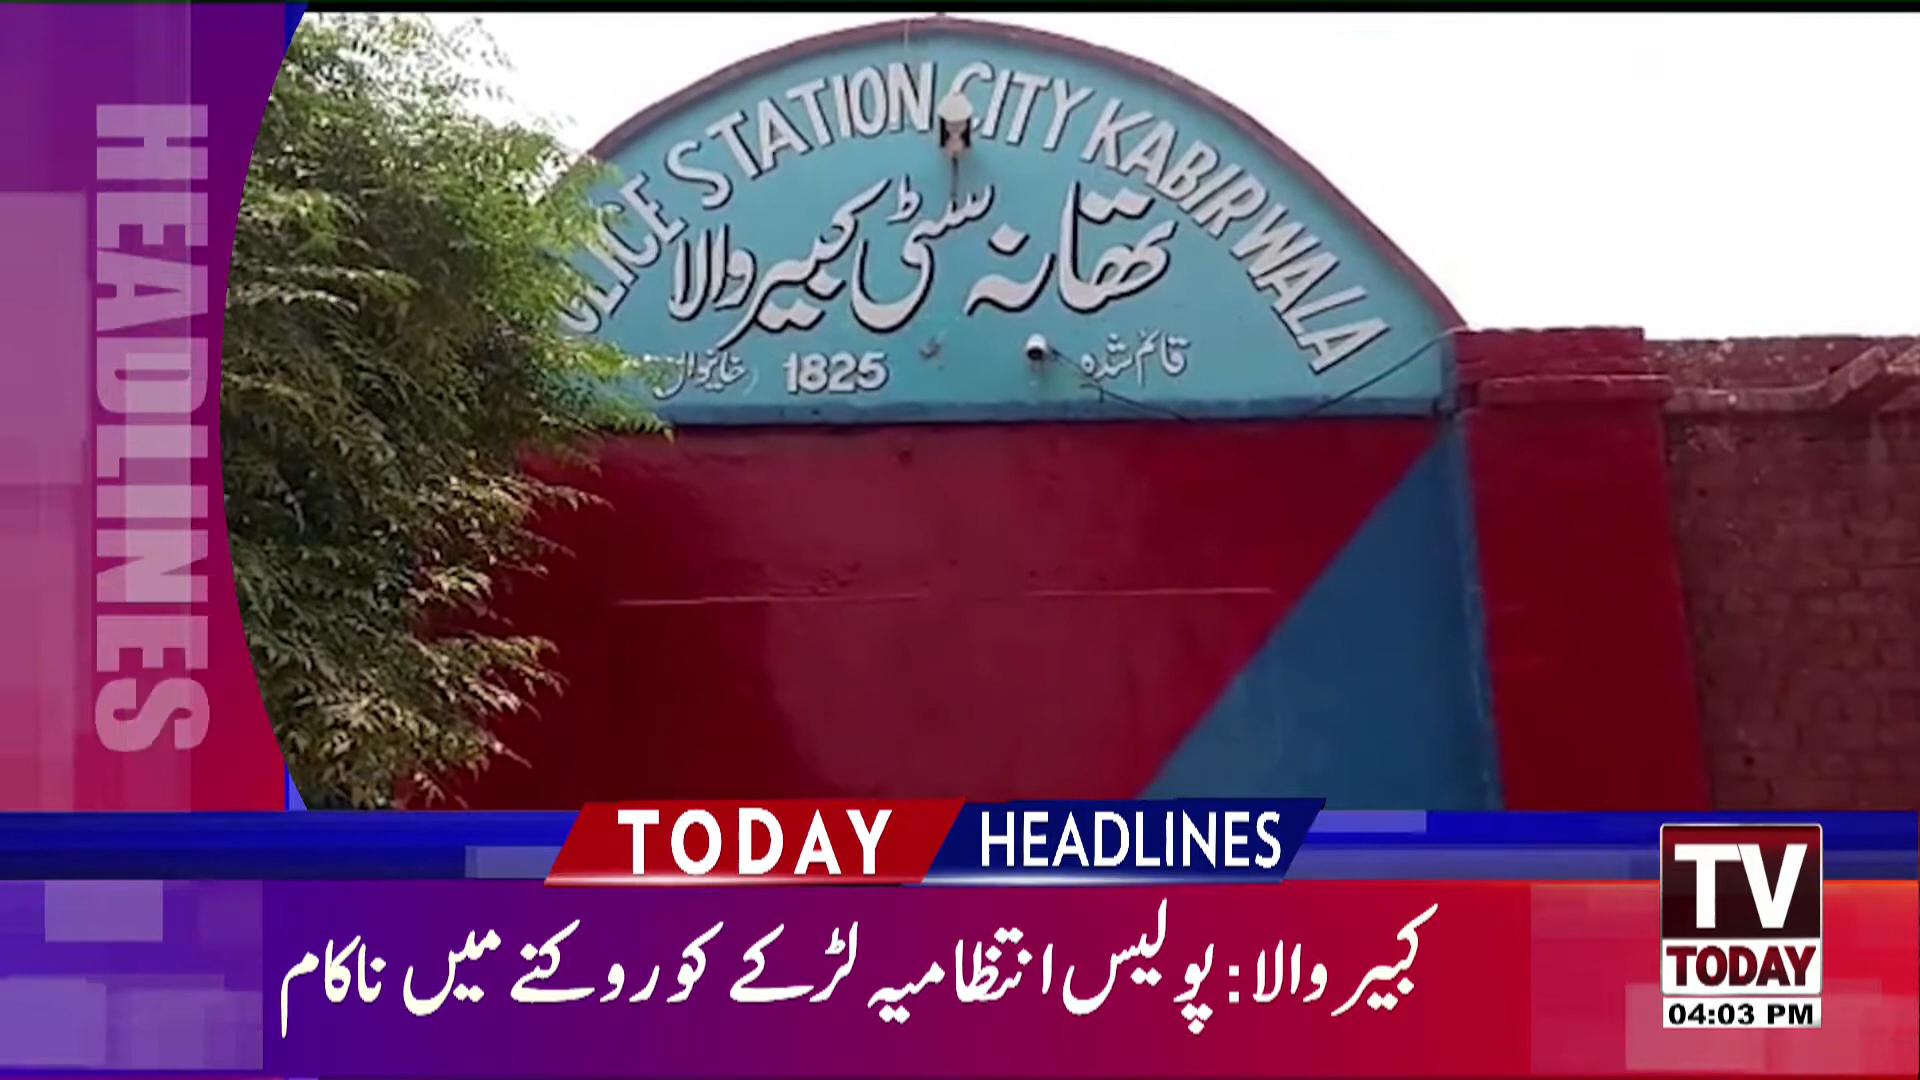 HEADLINES
POLICE STATION CITY KABIRWALA
تھانہ سٹی کبیروالا
قائم شدہ 1825 خانیوال
TODAY HEADLINES
کبیر والا: پولیس انتظامیہ لڑکے کو روکنے میں ناکام
TV
TODAY
04:03 PM